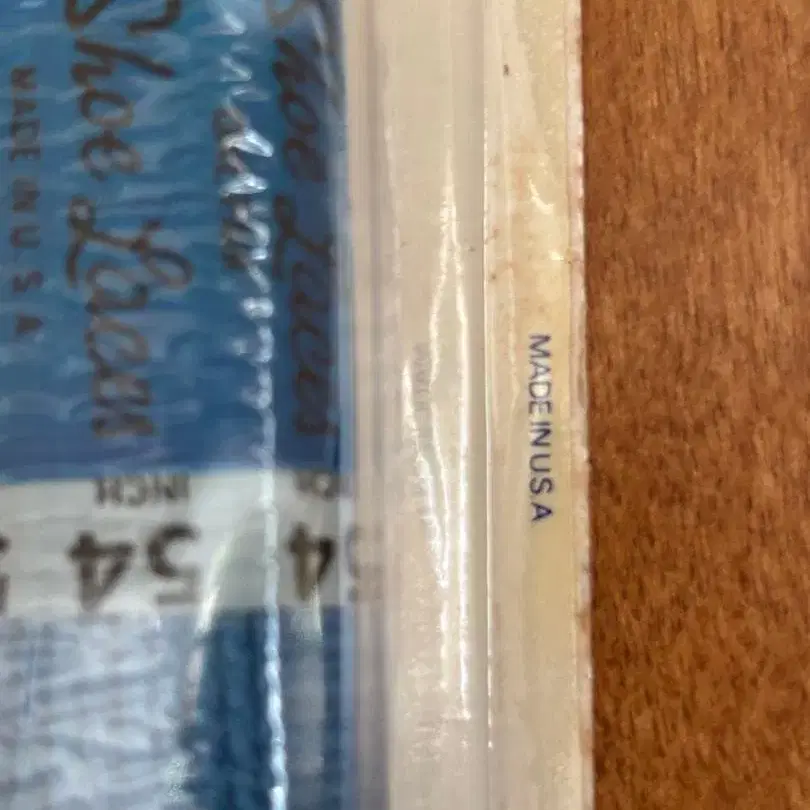 Shoe Laces
MADE IN U S A
Shoe Laces
INCH
54
54
MADE IN U.S.A